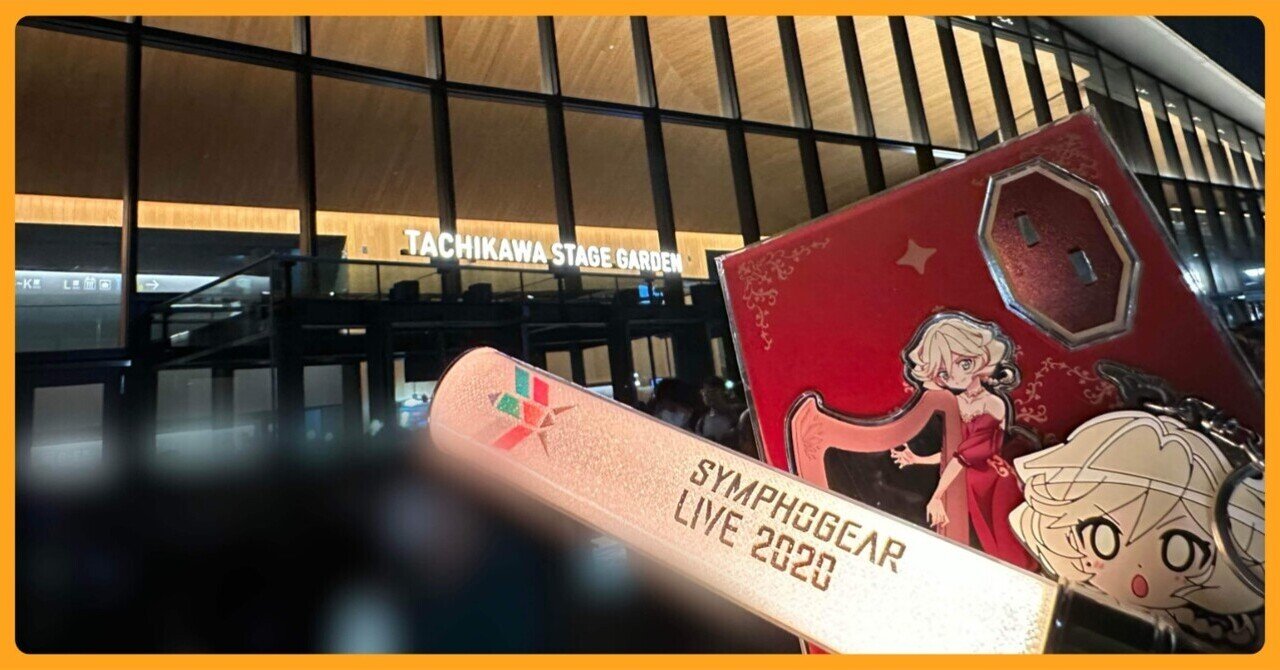 TACHIKAWA STAGE GARDEN
SYMPHOGEAR
LIVE 2020